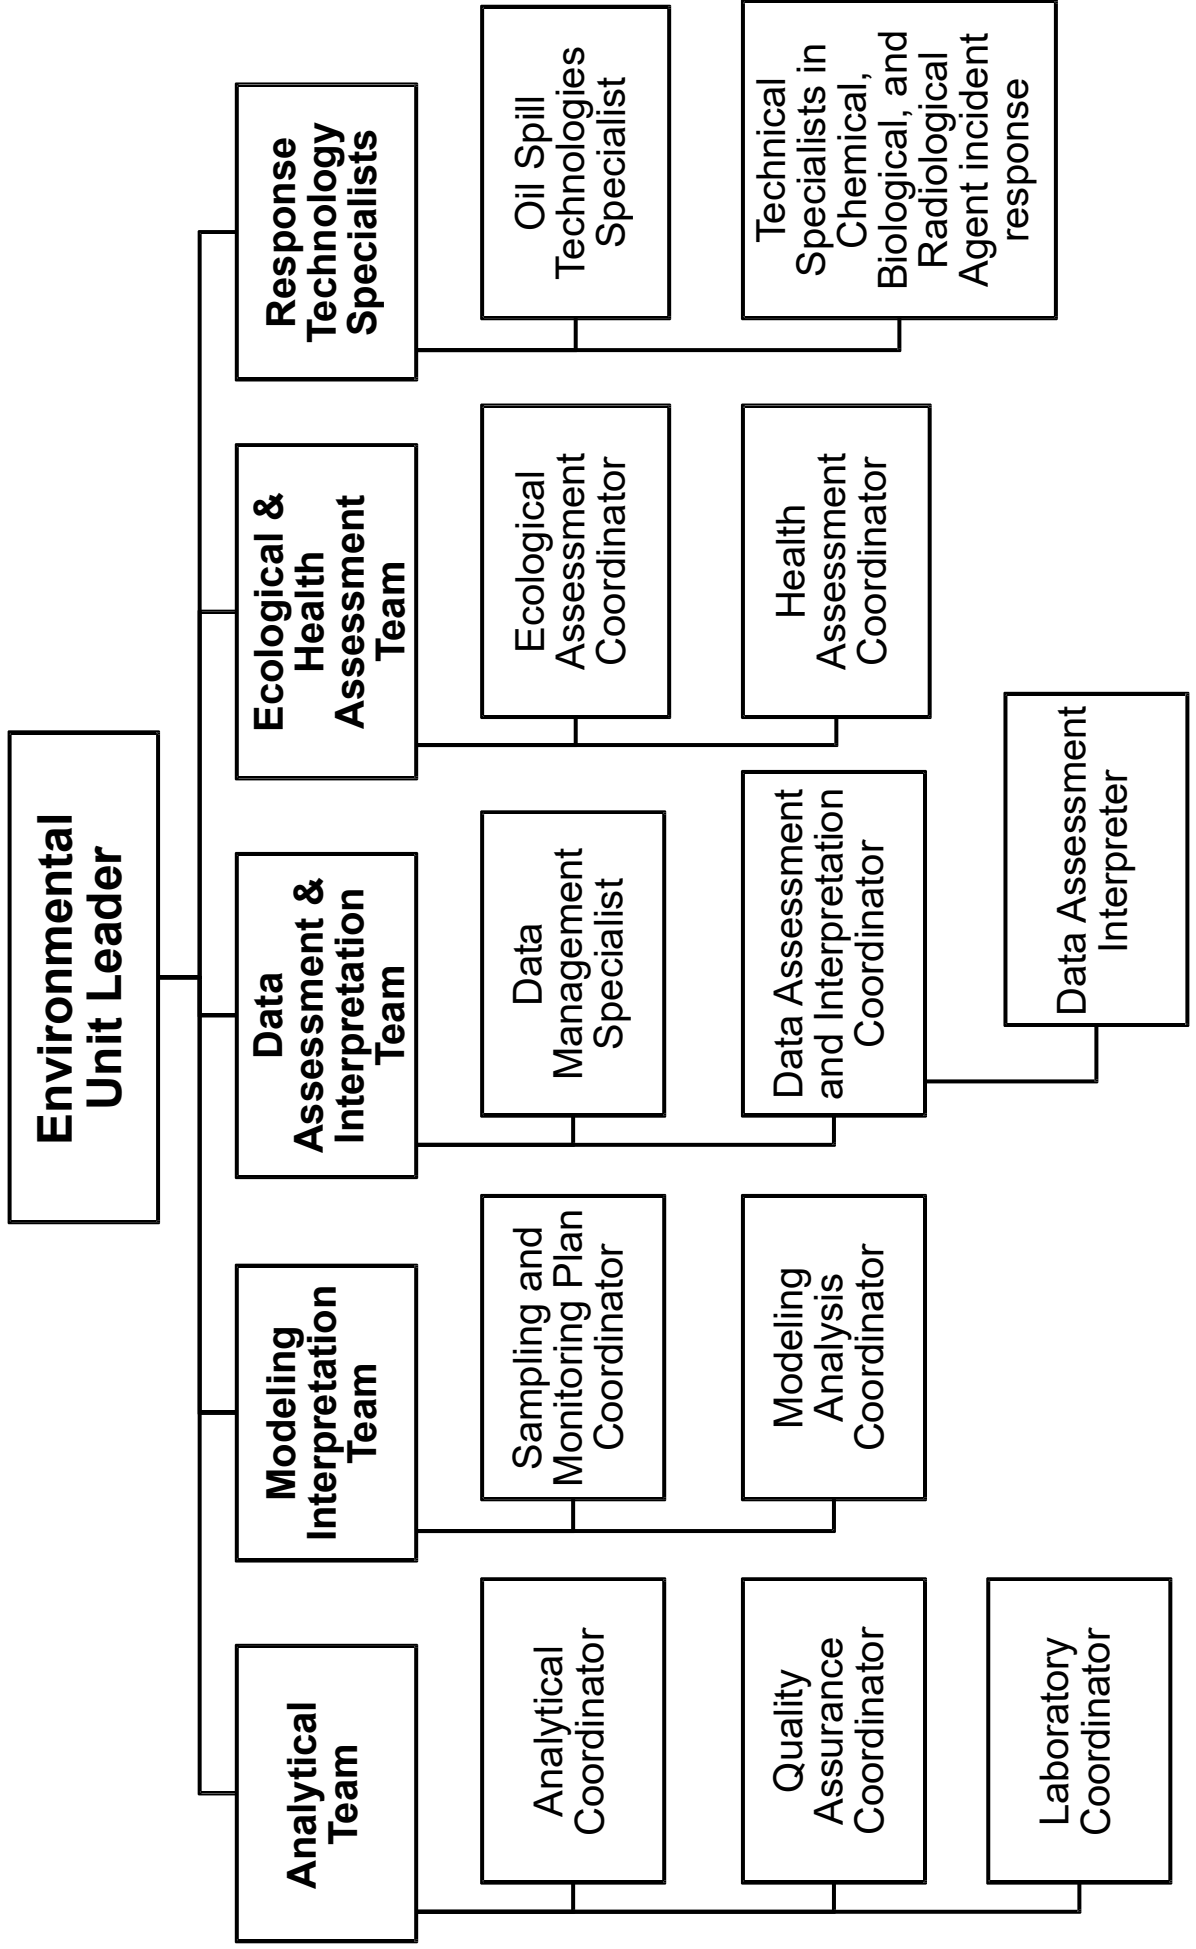 Environmental
Unit Leader
Analytical
Team
Modeling
Interpretation
Team
Data
Assessment &
Interpretation
Team
Ecological &
Health
Assessment
Team
Response
Technology
Specialists
Analytical
Coordinator
Quality
Assurance
Coordinator
Laboratory
Coordinator
Sampling and
Monitoring Plan
Coordinator
Modeling
Analysis
Coordinator
Data
Management
Specialist
Data Assessment
and Interpretation
Coordinator
Data Assessment
Interpreter
Ecological
Assessment
Coordinator
Health
Assessment
Coordinator
Oil Spill
Technologies
Specialist
Technical
Specialists in
Chemical,
Biological, and
Radiological
Agent incident
response